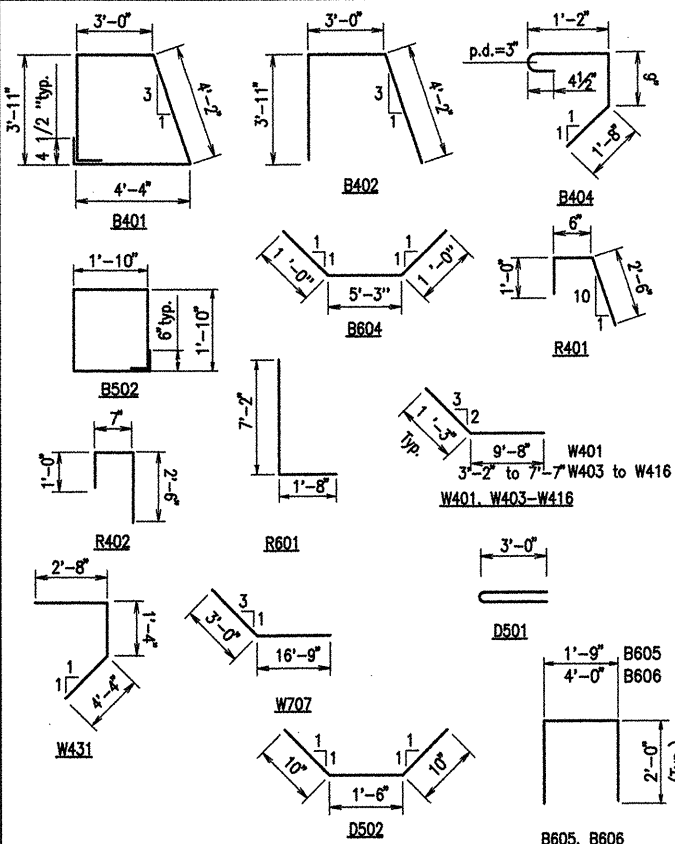 3'-0"
3'-11"
4 1/2 "typ.
3
1
4'-2"
4'-4"
B401
3'-0"
3'-11"
3
1
4'-2"
B402
1'-2"
p.d.=3"
4½"
9"
1
1
1'-8"
B404
1 1
1 1
1 '-0"
1 '-0"
5'-3"
B604
6"
1'-0"
10
1
2'-6"
R401
1'-10"
6"typ.
1'-10"
B502
7'-2"
1'-8"
R601
3
2
1 '-3"
Typ.
9'-8" W401
3'-2" to 7'-7" W403 to W416
W401, W403-W416
7"
1'-0"
2'-6"
R402
3'-0"
D501
2'-8"
1'-4"
1
1
4'-4"
W431
3
1
3'-0"
16'-9"
W707
1 1
1 1
10"
10"
1'-6"
D502
1'-9" B605
4'-0" B606
2'-0"
(Typ.)
B605, B606